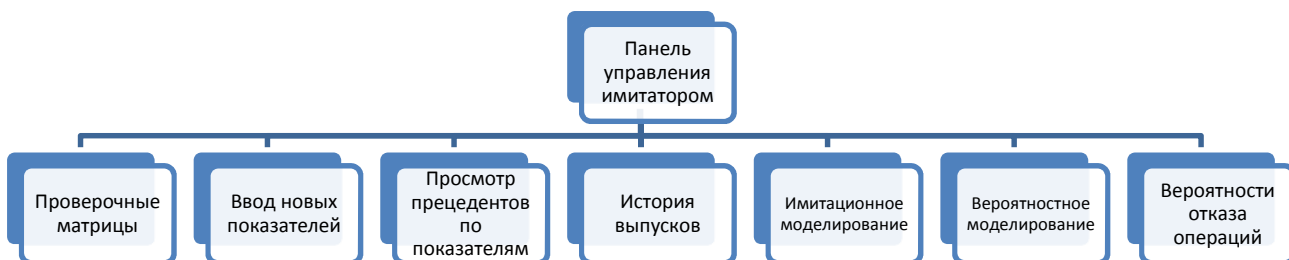 Панель
управления
имитатором
Проверочные
матрицы
Ввод новых
показателей
Просмотр
прецедентов
по
показателям
История
выпусков
Имитационное
моделирование
Вероятностное
моделирование
Вероятности
отказа
операций